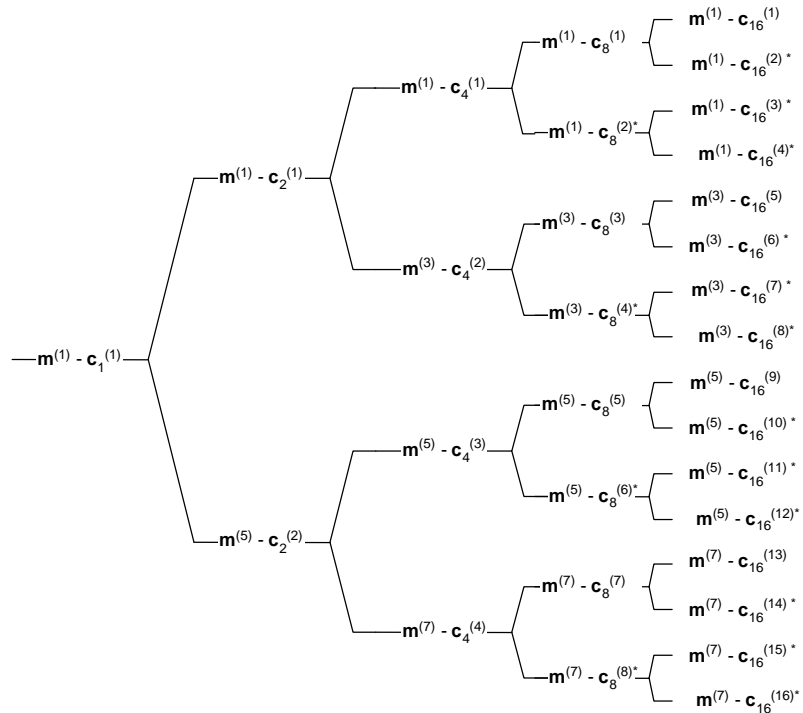 m(1) - c16(1)
m(1) - c8(1)
m(1) - c16(2) *
m(1) - c4(1)
m(1) - c16(3) *
m(1) - c8(2)*
m(1) - c16(4)*
m(1) - c2(1)
m(3) - c16(5)
m(3) - c8(3)
m(3) - c16(6) *
m(3) - c4(2)
m(3) - c16(7) *
m(3) - c8(4)*
m(3) - c16(8)*
m(1) - c1(1)
m(5) - c16(9)
m(5) - c8(5)
m(5) - c16(10) *
m(5) - c4(3)
m(5) - c16(11) *
m(5) - c8(6)*
m(5) - c16(12)*
m(5) - c2(2)
m(7) - c16(13)
m(7) - c8(7)
m(7) - c16(14) *
m(7) - c4(4)
m(7) - c16(15) *
m(7) - c8(8)*
m(7) - c16(16)*